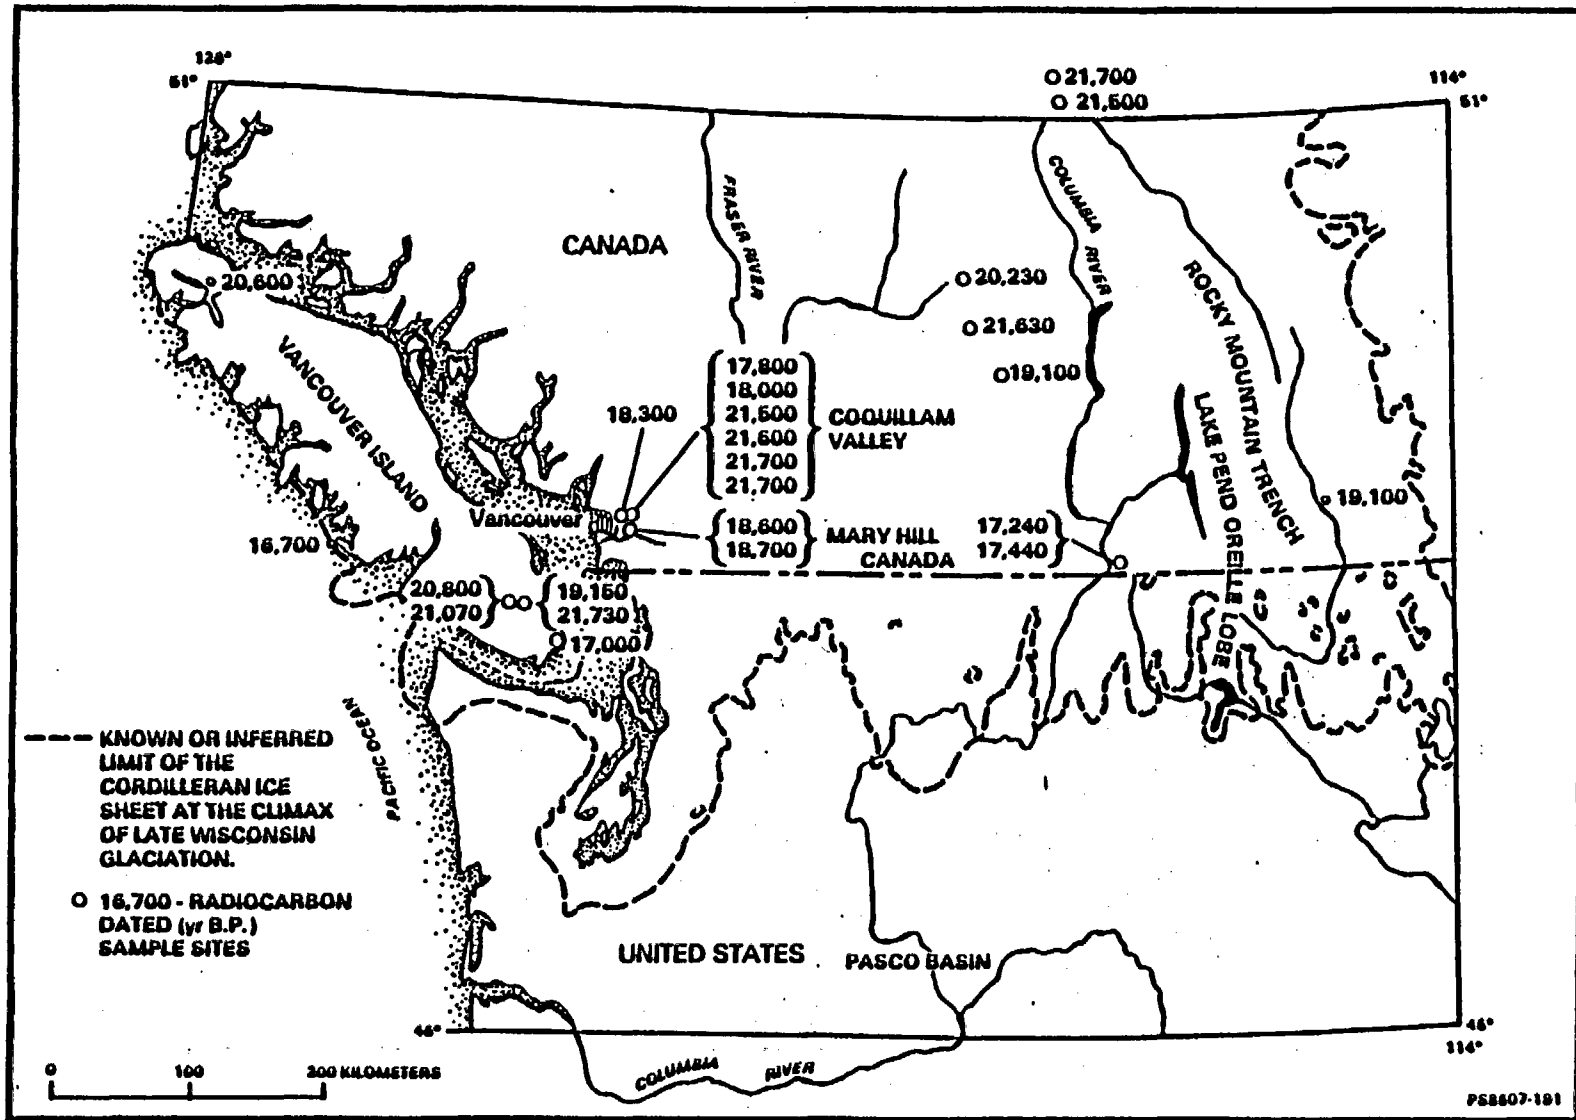 128°
51°
114°
51°
21,700
21,500
FRASER RIVER
COLUMBIA RIVER
CANADA
20,600
20,230
ROCKY MOUNTAIN TRENCH
21,630
VANCOUVER ISLAND
17,800
18,000
21,500
21,600
21,700
21,700
COQUILLAM
VALLEY
19,100
18,300
LAKE PEND OREILLE LOBE
19,100
Vancouver
16,700
18,600
18,700
MARY HILL
CANADA
17,240
17,440
20,800
21,070
19,150
21,730
17,000
PACIFIC OCEAN
KNOWN OR INFERRED
LIMIT OF THE
CORDILLERAN ICE
SHEET AT THE CLIMAX
OF LATE WISCONSIN
GLACIATION.
16,700 - RADIOCARBON
DATED (yr B.P.)
SAMPLE SITES
UNITED STATES
PASCO BASIN
46°
46°
114°
0 100 200 KILOMETERS
COLUMBIA RIVER
PS8607-191